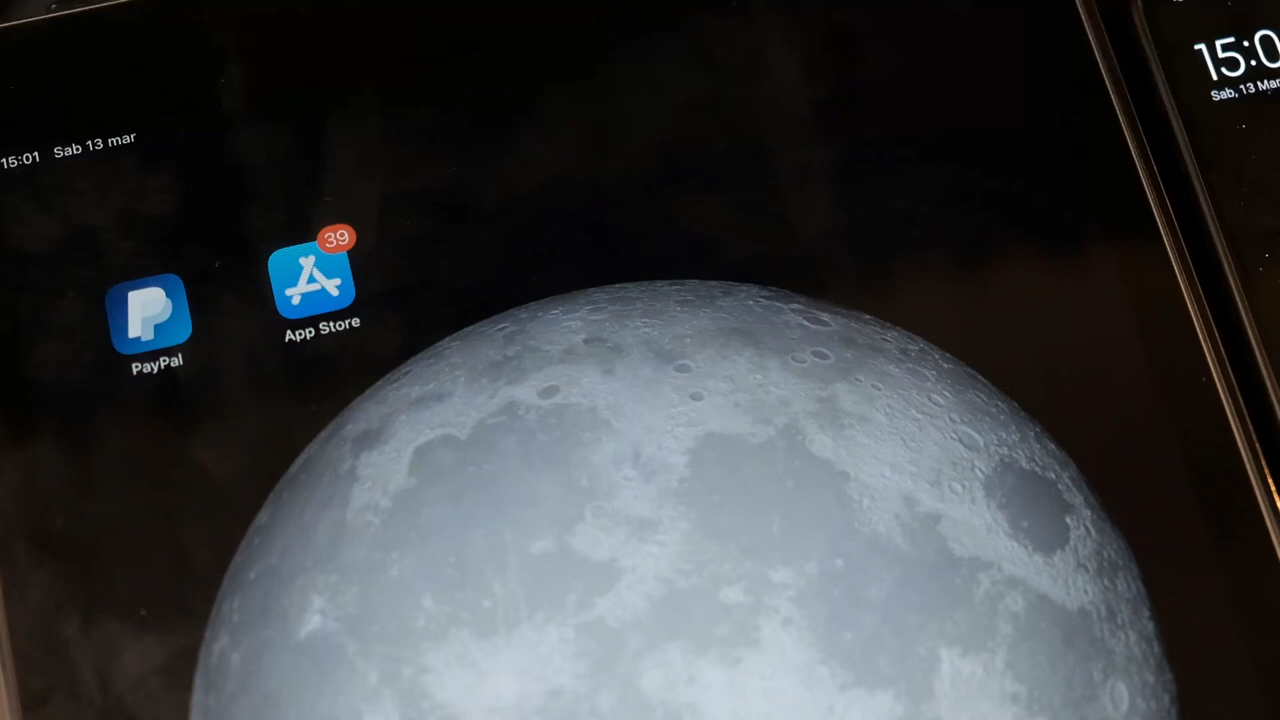 15:01 Sab 13 mar
39
PayPal
App Store
15:0
Sab, 13 Mar